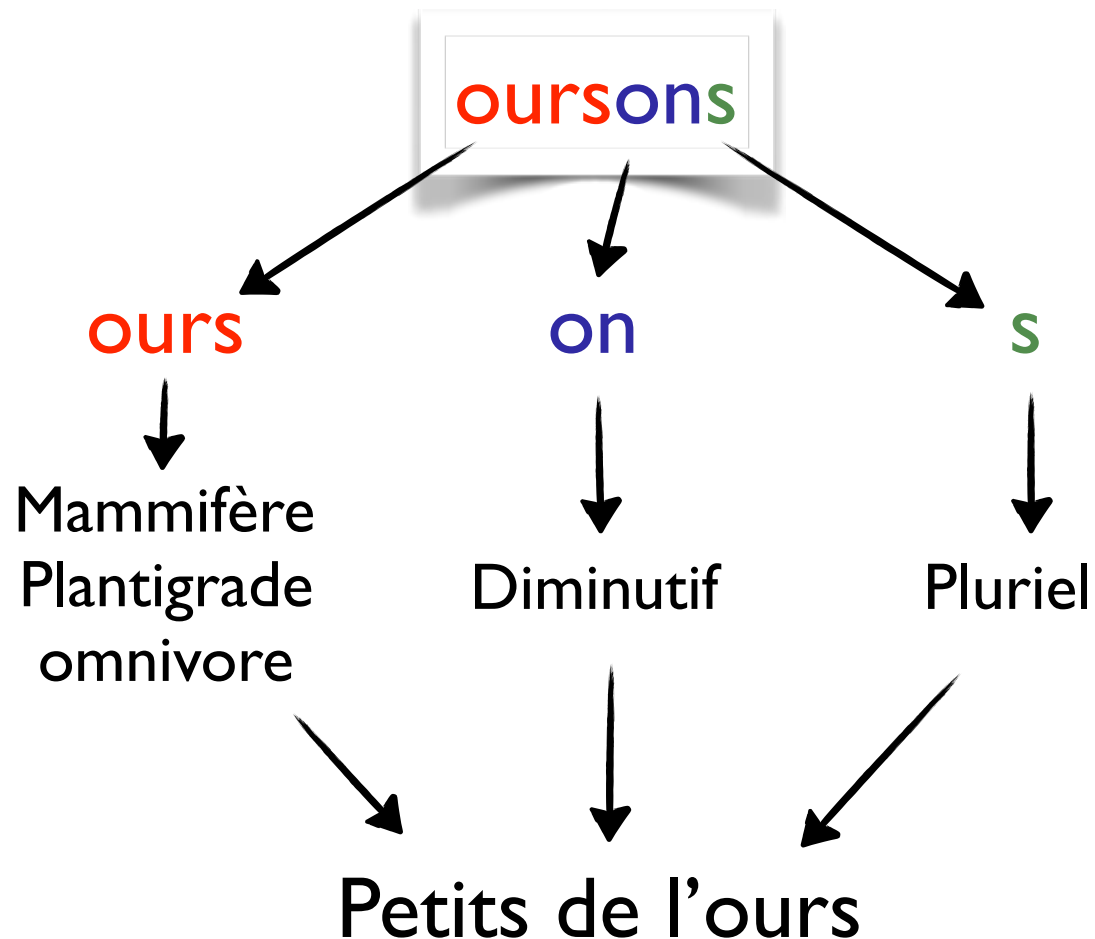 oursons
ours
on
s
Mammifère
Plantigrade
omnivore
Diminutif
Pluriel
Petits de l’ours